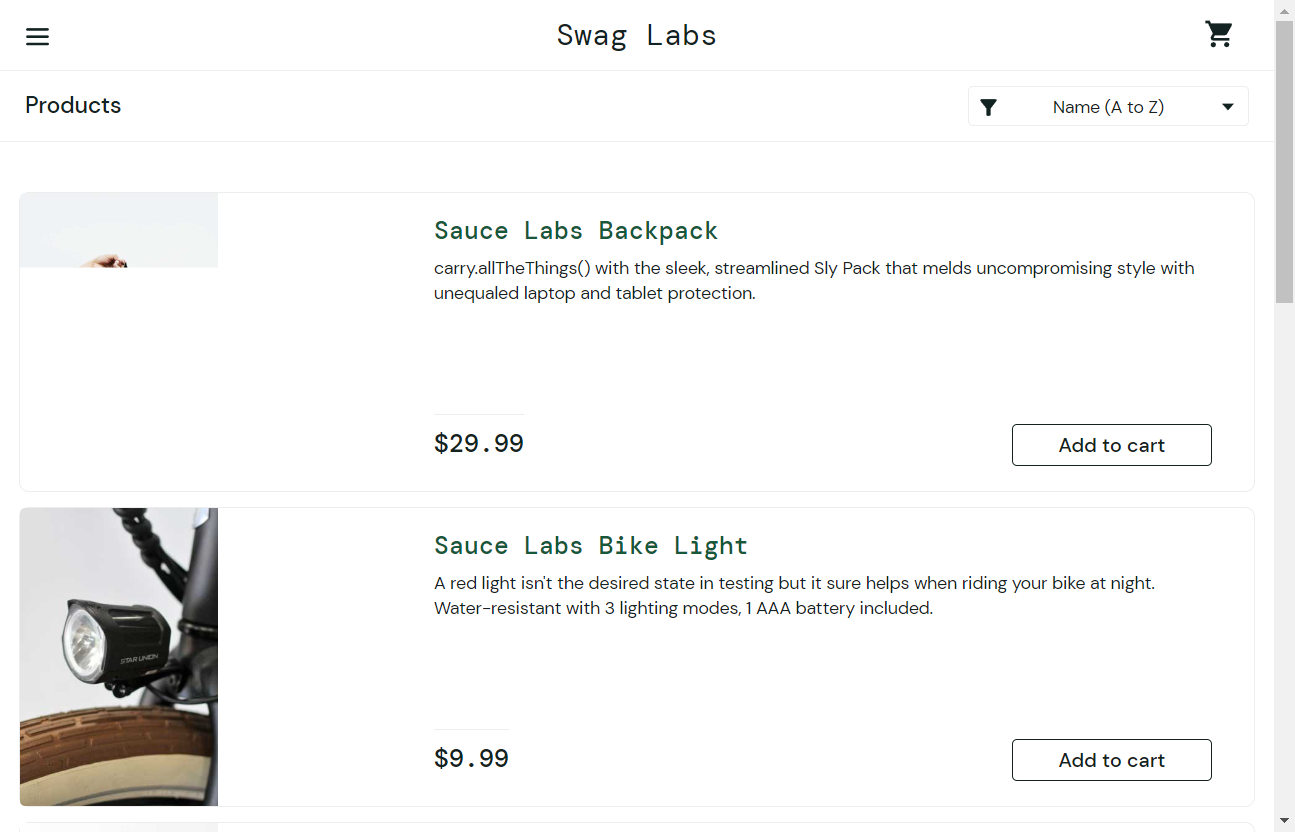 Swag Labs
Products
Name (A to Z)
Sauce Labs Backpack
carry.allTheThings() with the sleek, streamlined Sly Pack that melds uncompromising style with
unequaled laptop and tablet protection.
$29.99
Add to cart
Sauce Labs Bike Light
A red light isn't the desired state in testing but it sure helps when riding your bike at night.
Water-resistant with 3 lighting modes, 1 AAA battery included.
STAR UNION
$9.99
Add to cart